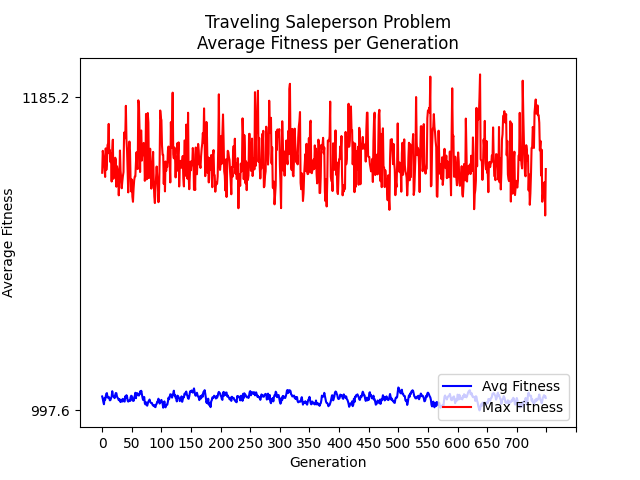 Traveling Saleperson Problem
Average Fitness per Generation
1185.2
997.6
Average Fitness
Avg Fitness
Max Fitness
0 50 100 150 200 250 300 350 400 450 500 550 600 650 700
Generation